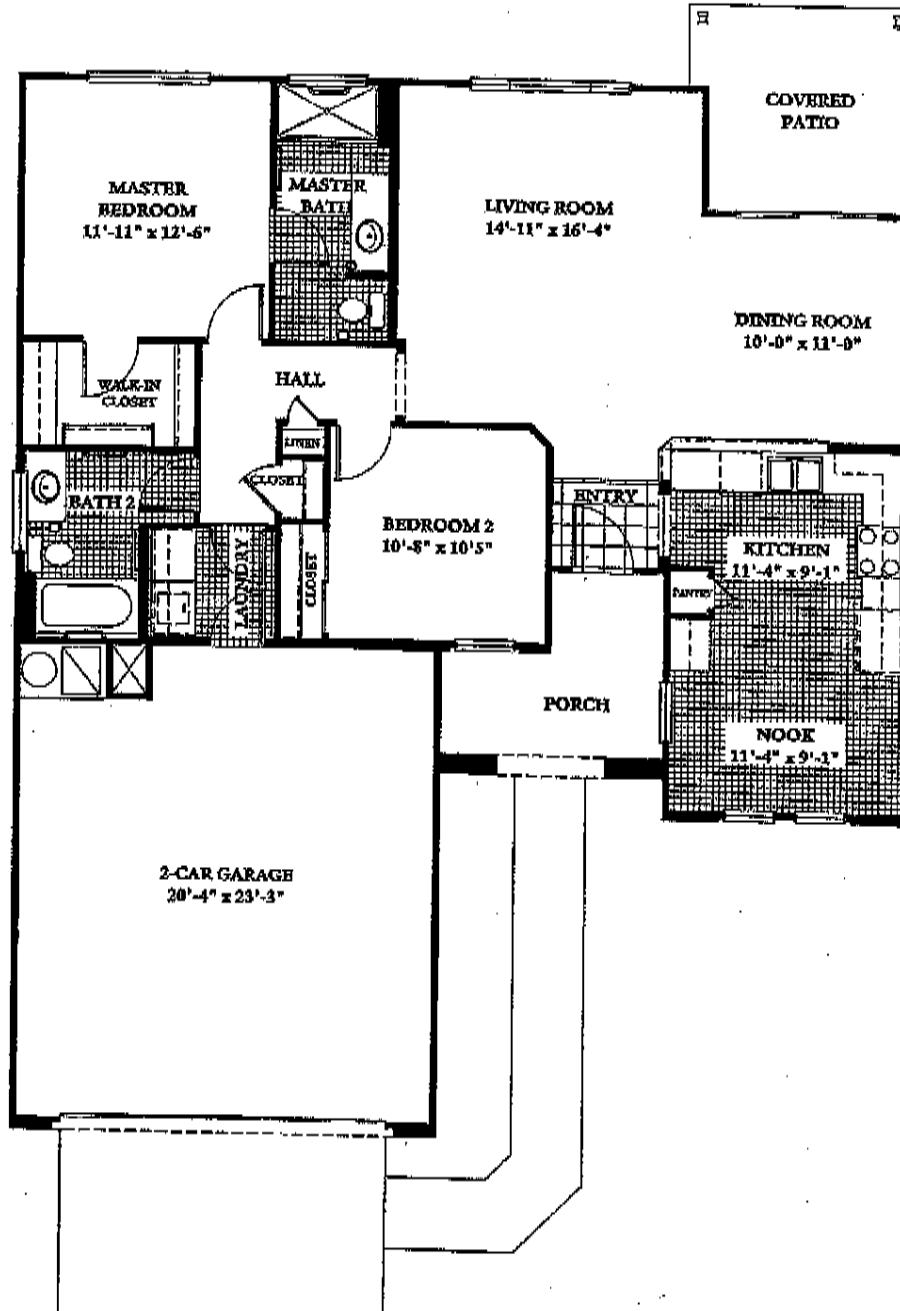 COVERED
PATIO
MASTER
BEDROOM
11'-11" x 12'-6"
MASTER
BATH
LIVING ROOM
14'-11" x 16'-4"
DINING ROOM
10'-0" x 11'-0"
HALL
WALK-IN
CLOSET
LINEN
CLOSET
BATH 2
ENTRY
BEDROOM 2
10'-8" x 10'5"
KITCHEN
11'-4" x 9'-1"
LAUNDRY
CLOSET
PANTRY
PORCH
NOOK
11'-4" x 9'-1"
2-CAR GARAGE
20'-4" x 23'-3"